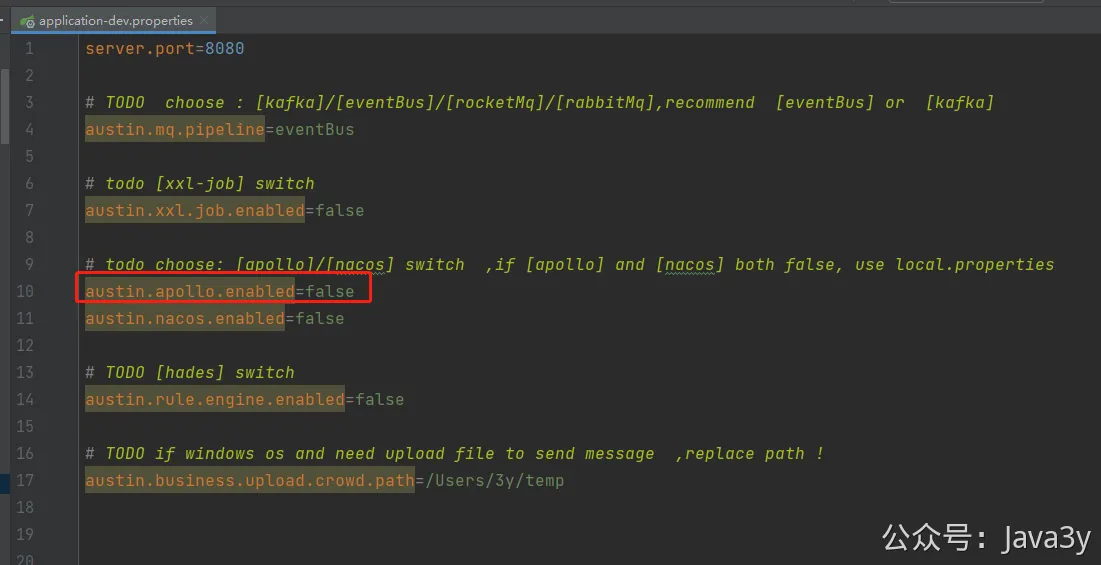 application-dev.properties
1 server.port=8080
2
3 # TODO  choose : [kafka]/[eventBus]/[rocketMq]/[rabbitMq],recommend  [eventBus] or  [kafka]
4 austin.mq.pipeline=eventBus
5
6 # todo [xxl-job] switch
7 austin.xxl.job.enabled=false
8
9 # todo choose: [apollo]/[nacos] switch  ,if [apollo] and [nacos] both false, use local.properties
10 austin.apollo.enabled=false
11 austin.nacos.enabled=false
12
13 # TODO [hades] switch
14 austin.rule.engine.enabled=false
15
16 # TODO if windows os and need upload file to send message  ,replace path !
17 austin.business.upload.crowd.path=/Users/3y/temp
18
19
20
公众号：Java3y